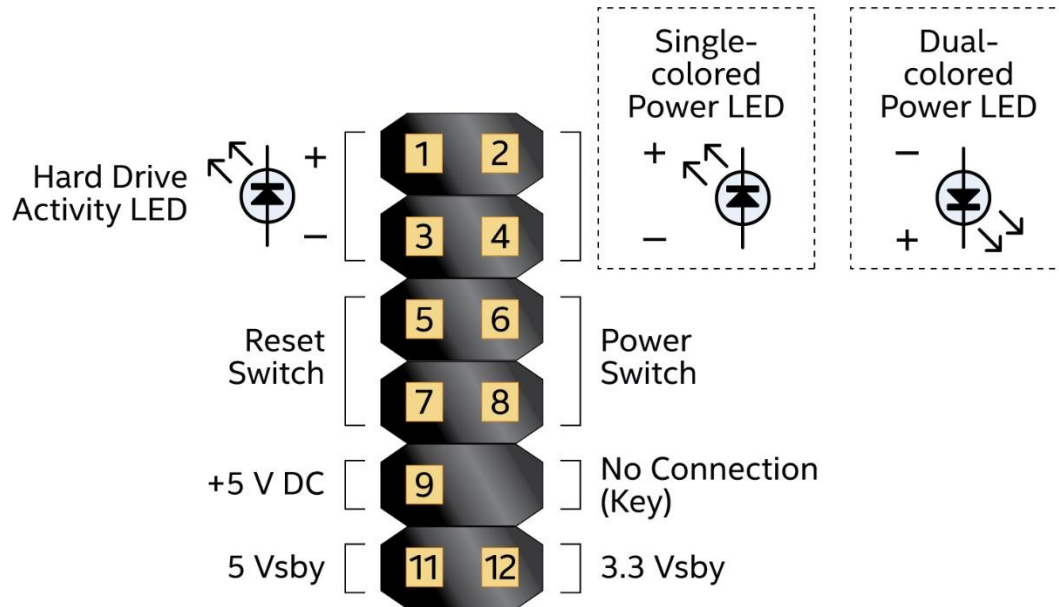 Single-
colored
Power LED
Dual-
colored
Power LED
Hard Drive
Activity LED
+
−
1 2
3 4
+
−
−
+
Reset
Switch
5 6
7 8
Power
Switch
+5 V DC
9
No Connection
(Key)
5 Vsby
11 12
3.3 Vsby